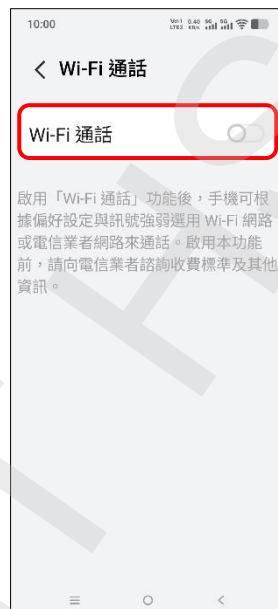 10:00
Wi-Fi 通話
Wi-Fi 通話
啟用「Wi-Fi 通話」功能後，手機可根
據偏好設定與訊號強弱選用 Wi-Fi 網路
或電信業者網路來通話。啟用本功能
前，請向電信業者諮詢收費標準及其他
資訊。